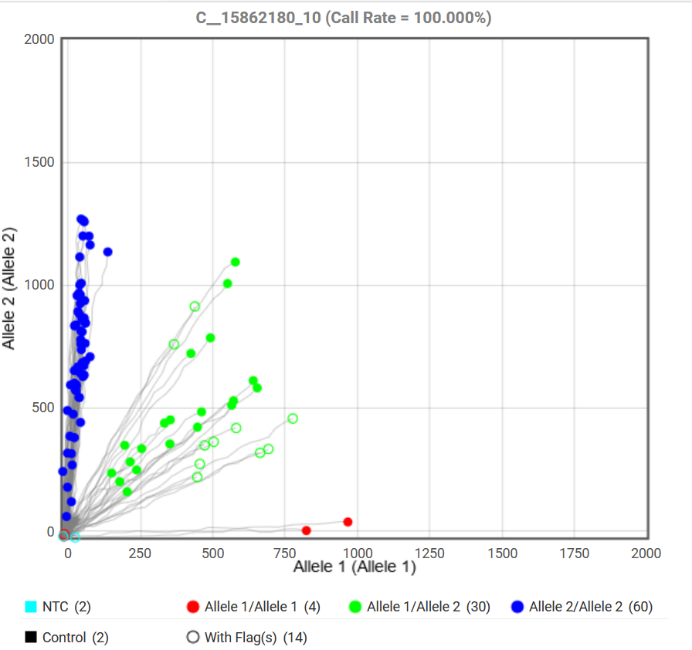 C__15862180_10 (Call Rate = 100.000%)
2000
1500
1000
500
0
Allele 2 (Allele 2)
0 250 500 750 1000 1250 1500 1750 2000
Allele 1 (Allele 1)
NTC (2) Allele 1/Allele 1 (4) Allele 1/Allele 2 (30) Allele 2/Allele 2 (60)
Control (2) With Flag(s) (14)